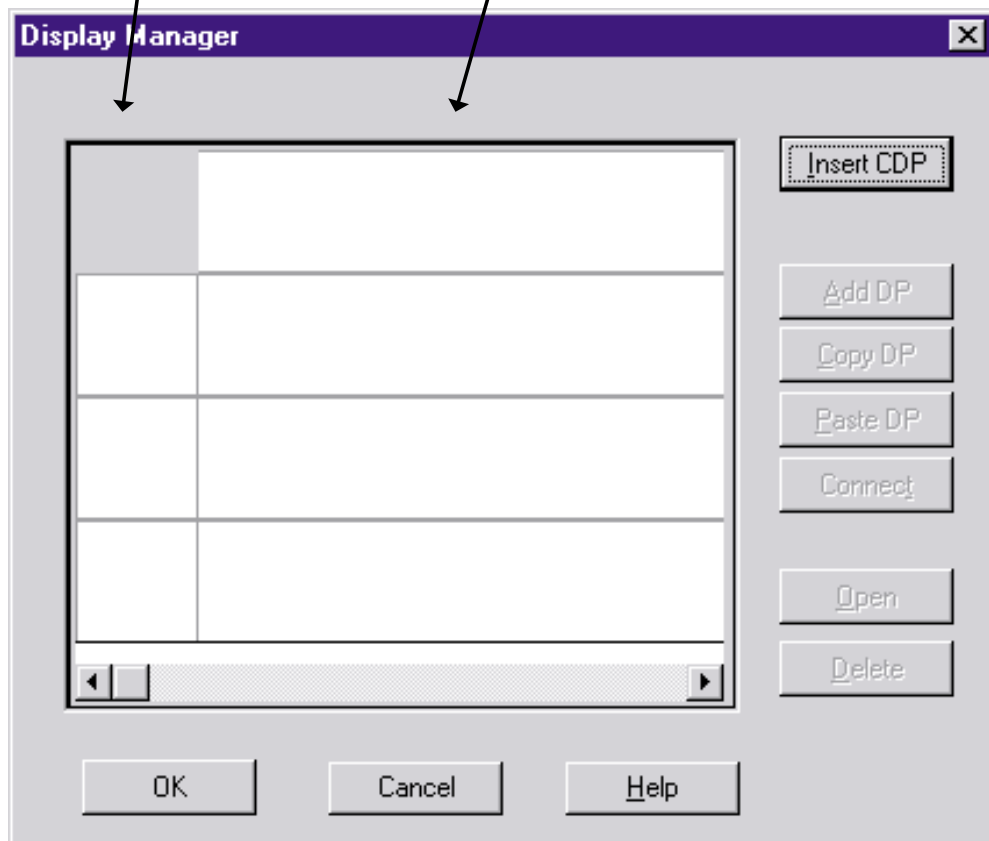 Display Manager
Insert CDP
Add DP
Copy DP
Paste DP
Connect
Open
Delete
OK
Cancel
Help